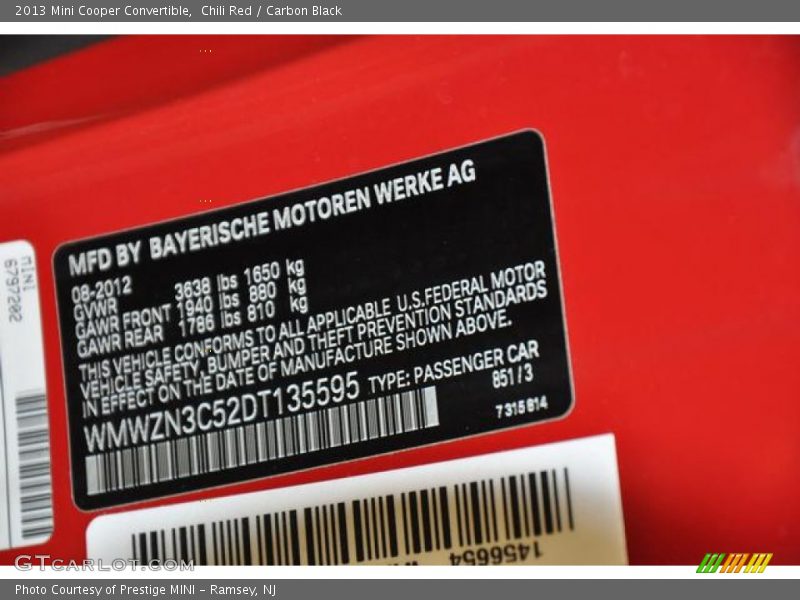 2013 Mini Cooper Convertible,  Chili Red / Carbon Black
MFD BY BAYERISCHE MOTOREN WERKE AG
08-2012
GVWR 3638 lbs 1650 kg
GAWR FRONT 1940 lbs 880 kg
GAWR REAR 1786 lbs 810 kg
THIS VEHICLE CONFORMS TO ALL APPLICABLE U.S.FEDERAL MOTOR
VEHICLE SAFETY, BUMPER AND THEFT PREVENTION STANDARDS
IN EFFECT ON THE DATE OF MANUFACTURE SHOWN ABOVE.
WMWZN3C52DT135595 TYPE: PASSENGER CAR
851/3
7315814
MINI
6797202
1456654
GTcarlot.com
Photo Courtesy of Prestige MINI - Ramsey, NJ